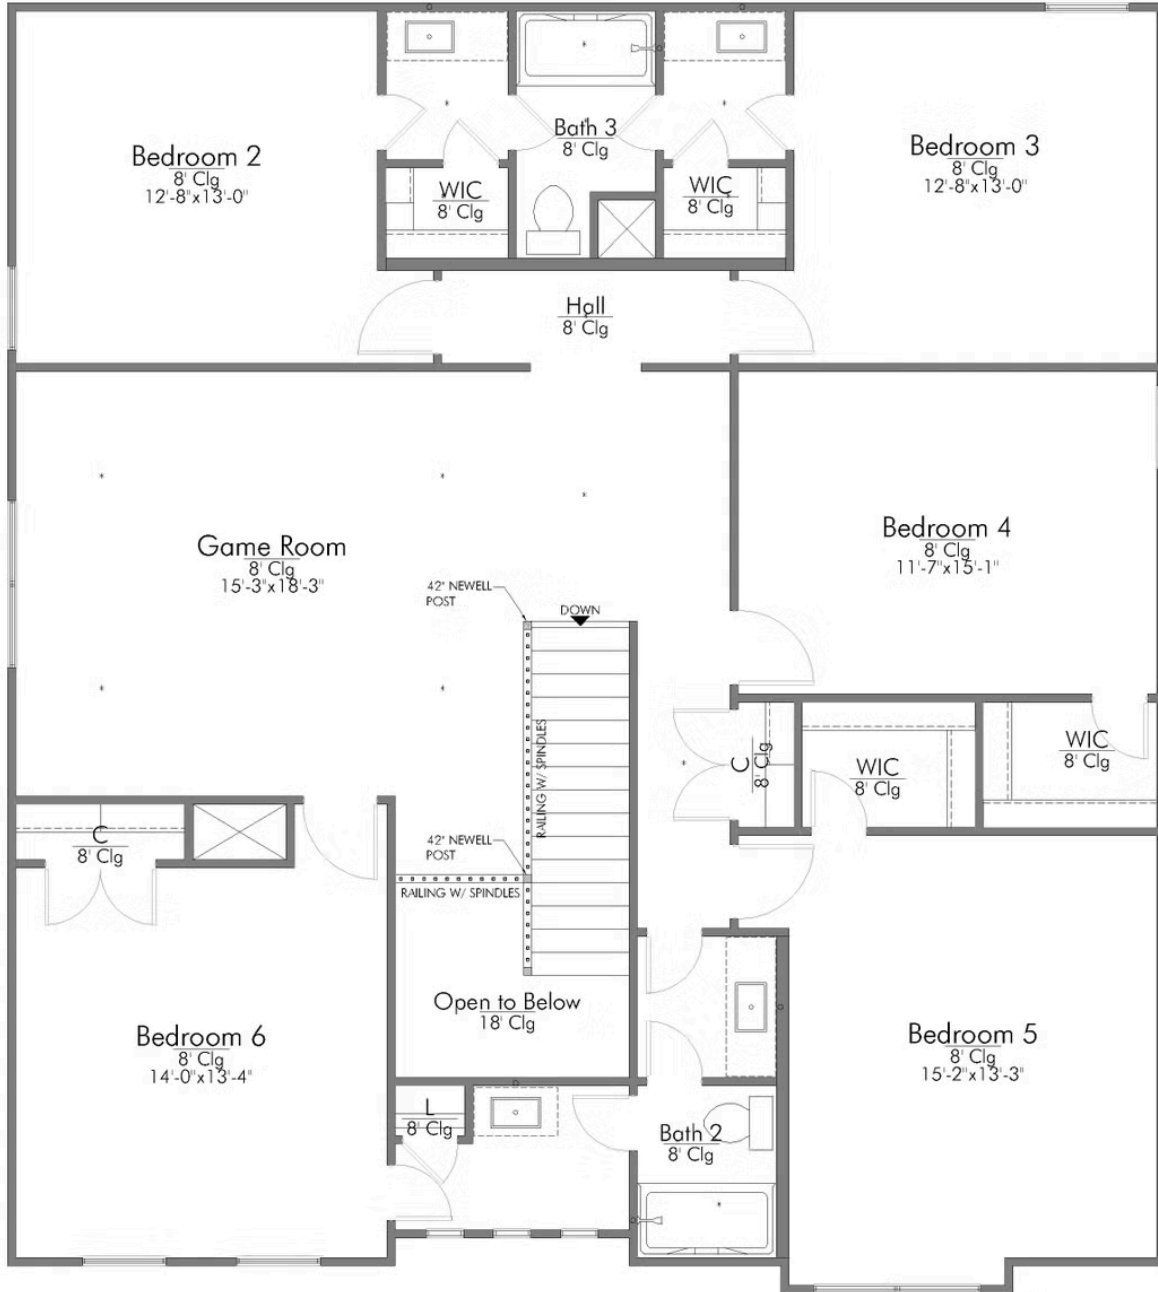 Bedroom 2
8' Clg
12'-8"x13'-0"
Bath 3
8' Clg
Bedroom 3
8' Clg
12'-8"x13'-0"
WIC
8' Clg
WIC
8' Clg
Hall
8' Clg
Game Room
8' Clg
15'-3"x18'-3"
Bedroom 4
8' Clg
11'-7"x15'-1"
42" NEWELL
POST
DOWN
RAILING W/ SPINDLES
C
8' Clg
WIC
8' Clg
WIC
8' Clg
C
8' Clg
42" NEWELL
POST
RAILING W/ SPINDLES
Open to Below
18' Clg
Bedroom 6
8' Clg
14'-0"x13'-4"
Bedroom 5
8' Clg
15'-2"x13'-3"
L
8' Clg
Bath 2
8' Clg